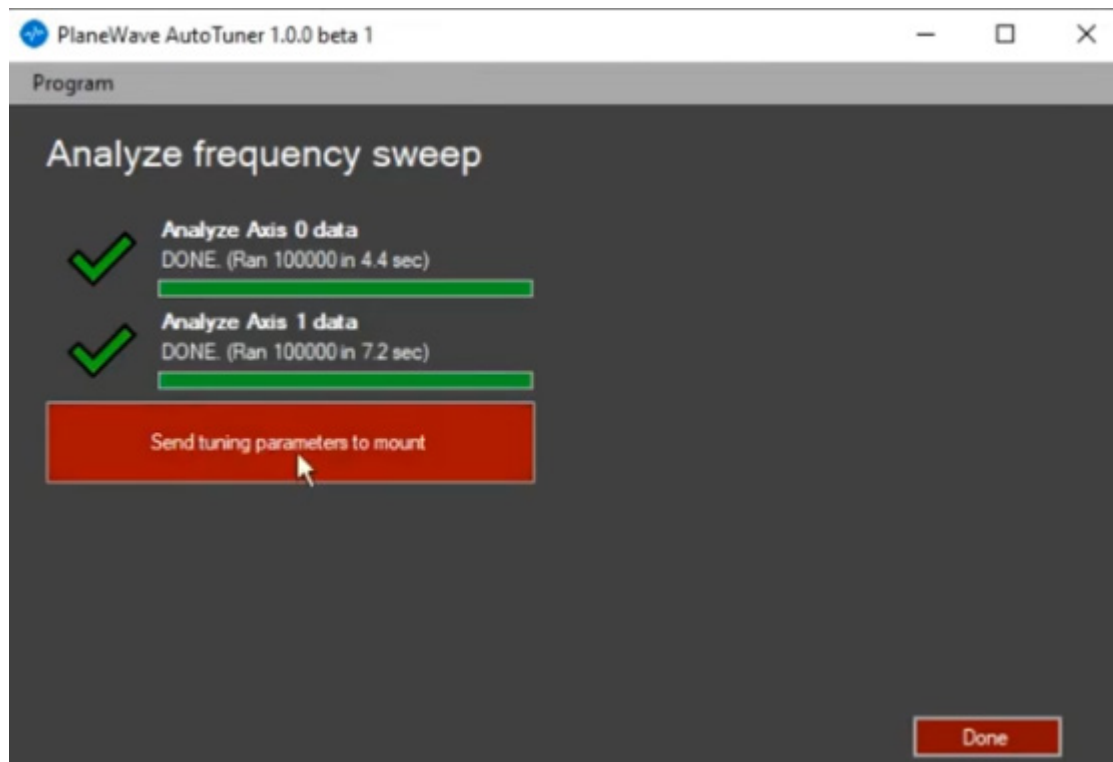 PlaneWave AutoTuner 1.0.0 beta 1
Program
Analyze frequency sweep
Analyze Axis 0 data
DONE. (Ran 100000 in 4.4 sec)
Analyze Axis 1 data
DONE. (Ran 100000 in 7.2 sec)
Send tuning parameters to mount
Done